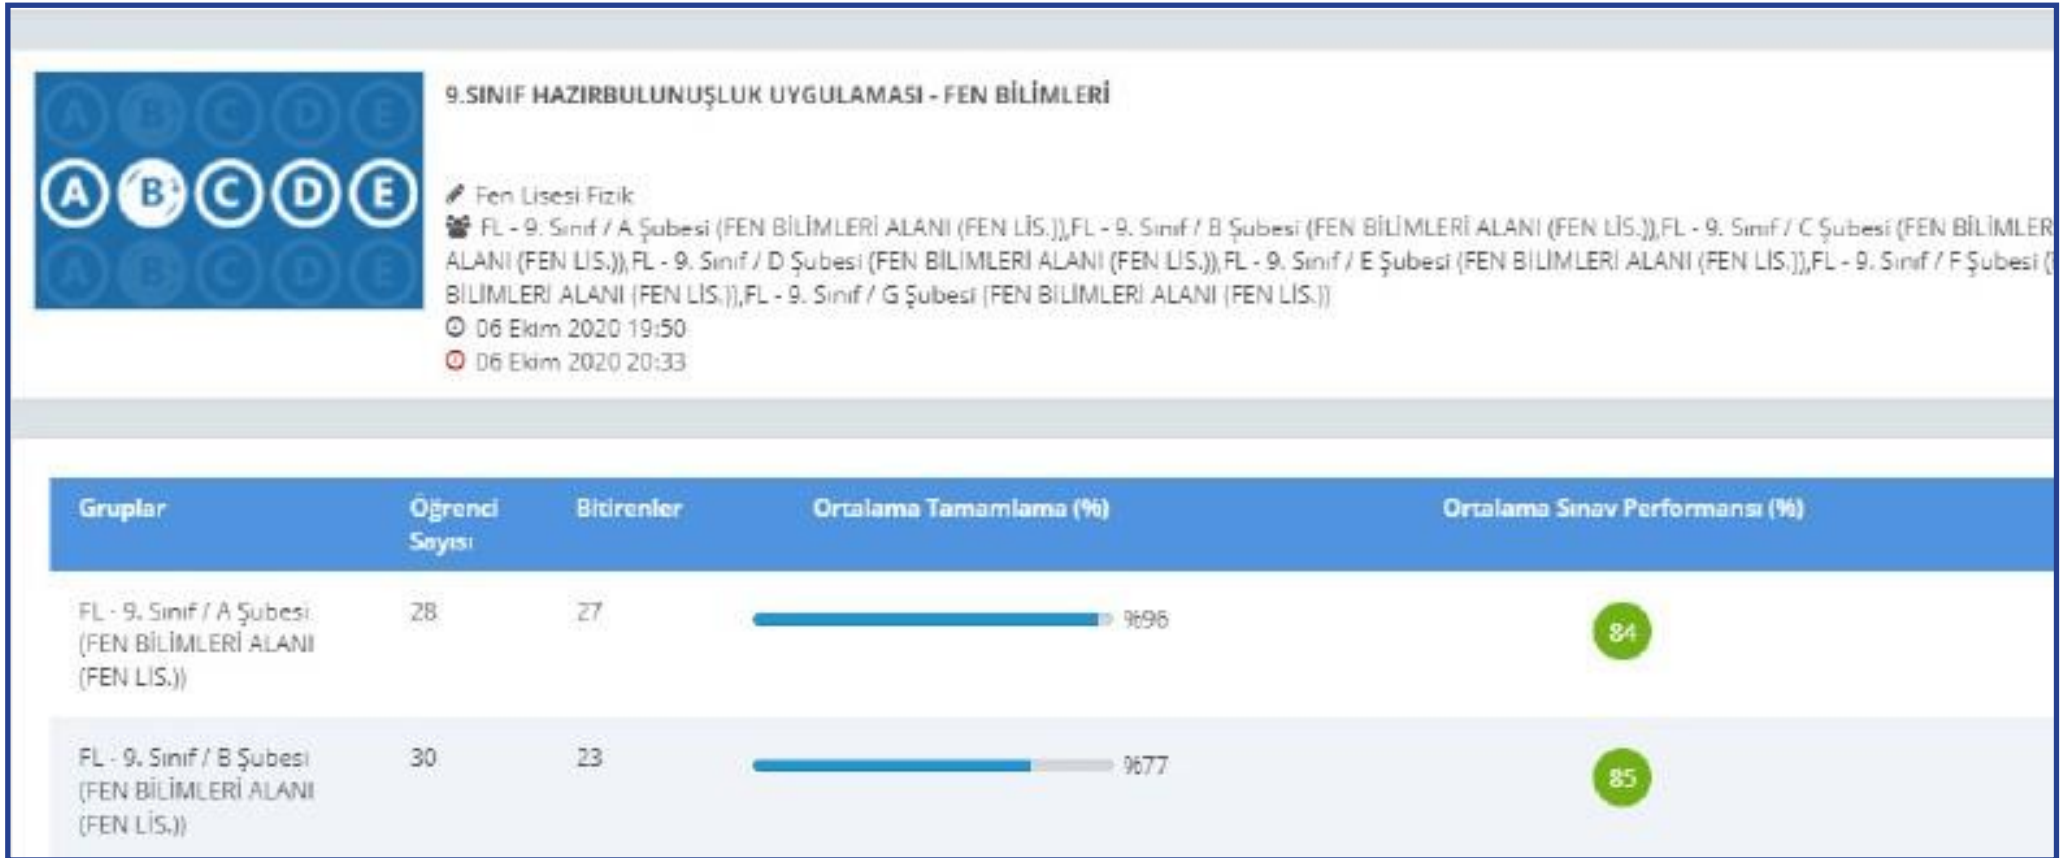 A B C D E
A B C D E
A B C D E
9.SINIF HAZIRBULUNUŞLUK UYGULAMASI - FEN BİLİMLERİ
Fen Lisesi Fizik
FL - 9. Sınıf / A Şubesi (FEN BİLİMLERİ ALANI (FEN LİS.)),FL - 9. Sınıf / B Şubesi (FEN BİLİMLERİ ALANI (FEN LİS.)),FL - 9. Sınıf / C Şubesi (FEN BİLİMLER
ALANI (FEN LİS.)),FL - 9. Sınıf / D Şubesi (FEN BİLİMLERİ ALANI (FEN LİS.)),FL - 9. Sınıf / E Şubesi (FEN BİLİMLERİ ALANI (FEN LİS.)),FL - 9. Sınıf / F Şubesi (
BİLİMLERİ ALANI (FEN LİS.)),FL - 9. Sınıf / G Şubesi (FEN BİLİMLERİ ALANI (FEN LİS.))
06 Ekim 2020 19:50
06 Ekim 2020 20:33
Gruplar Öğrenci Bitirenler Ortalama Tamamlama (%) Ortalama Sınav Performansı (%)
Sayısı
FL - 9. Sınıf / A Şubesi 28 27 %96 84
(FEN BİLİMLERİ ALANI
(FEN LİS.))
FL - 9. Sınıf / B Şubesi 30 23 %77 85
(FEN BİLİMLERİ ALANI
(FEN LİS.))